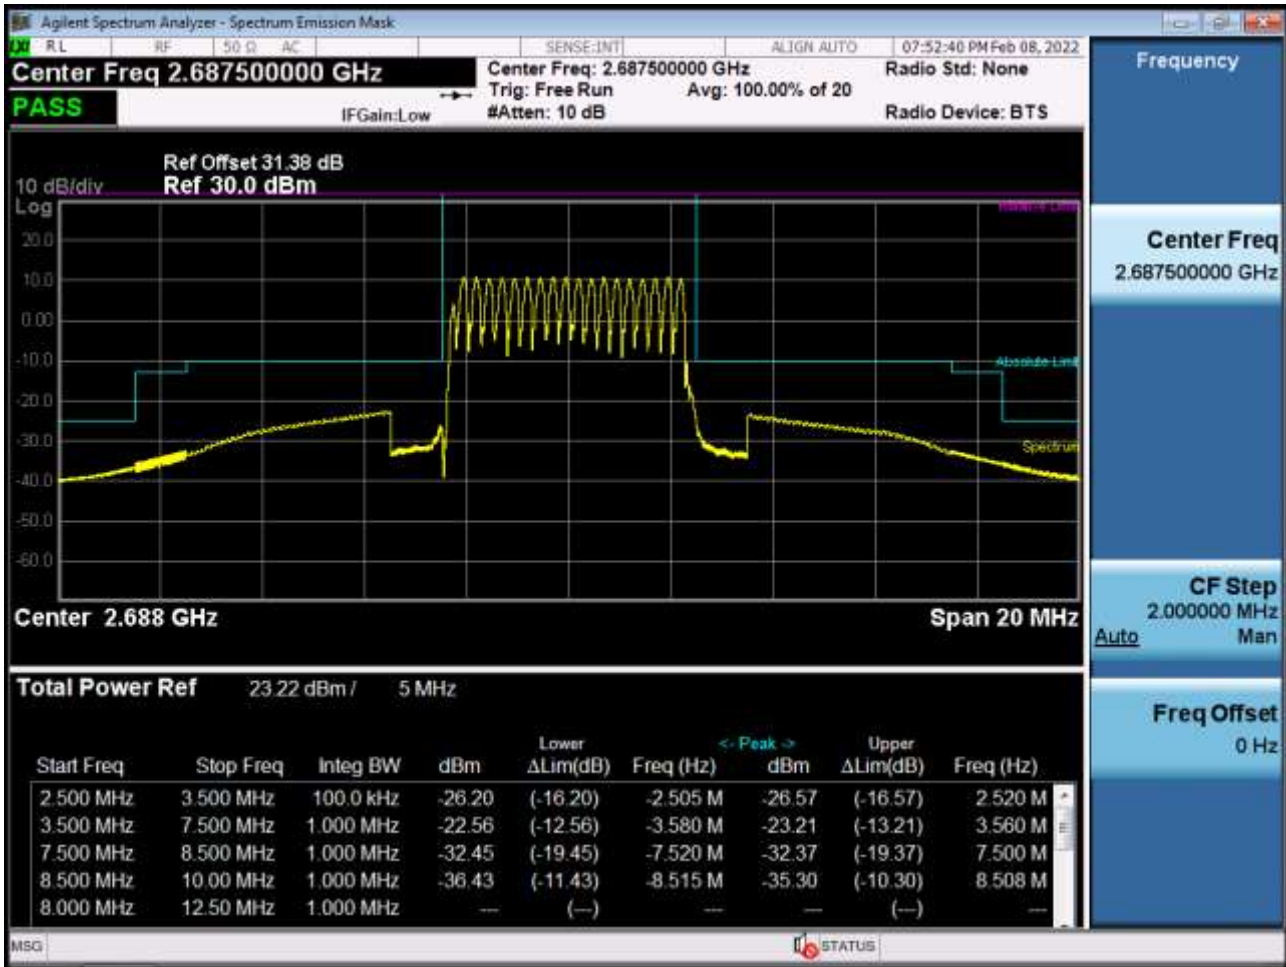 Agilent Spectrum Analyzer - Spectrum Emission Mask
LXI RL RF 50 Ω AC SENSE:INT ALIGN AUTO 07:52:40 PM Feb 08, 2022
Center Freq 2.687500000 GHz
Center Freq: 2.687500000 GHz
Radio Std: None
Trig: Free Run
Avg: 100.00% of 20
PASS
IFGain:Low
#Atten: 10 dB
Radio Device: BTS
Frequency
Ref Offset 31.38 dB
10 dB/div
Ref 30.0 dBm
Log
20.0
10.0
0.00
-10.0
-20.0
-30.0
-40.0
-50.0
-60.0
Absolute Limit
Spectrum
Center 2.688 GHz
Span 20 MHz
Center Freq
2.687500000 GHz
CF Step
2.000000 MHz
Auto Man
Freq Offset
0 Hz
Total Power Ref 23.22 dBm / 5 MHz
Lower <- Peak -> Upper
Start Freq Stop Freq Integ BW dBm ΔLim(dB) Freq (Hz) dBm ΔLim(dB) Freq (Hz)
2.500 MHz 3.500 MHz 100.0 kHz -26.20 (-16.20) -2.505 M -26.57 (-16.57) 2.520 M
3.500 MHz 7.500 MHz 1.000 MHz -22.56 (-12.56) -3.580 M -23.21 (-13.21) 3.560 M
7.500 MHz 8.500 MHz 1.000 MHz -32.45 (-19.45) -7.520 M -32.37 (-19.37) 7.500 M
8.500 MHz 10.00 MHz 1.000 MHz -36.43 (-11.43) -8.515 M -35.30 (-10.30) 8.508 M
8.000 MHz 12.50 MHz 1.000 MHz --- (---) --- --- (---) ---
MSG
STATUS